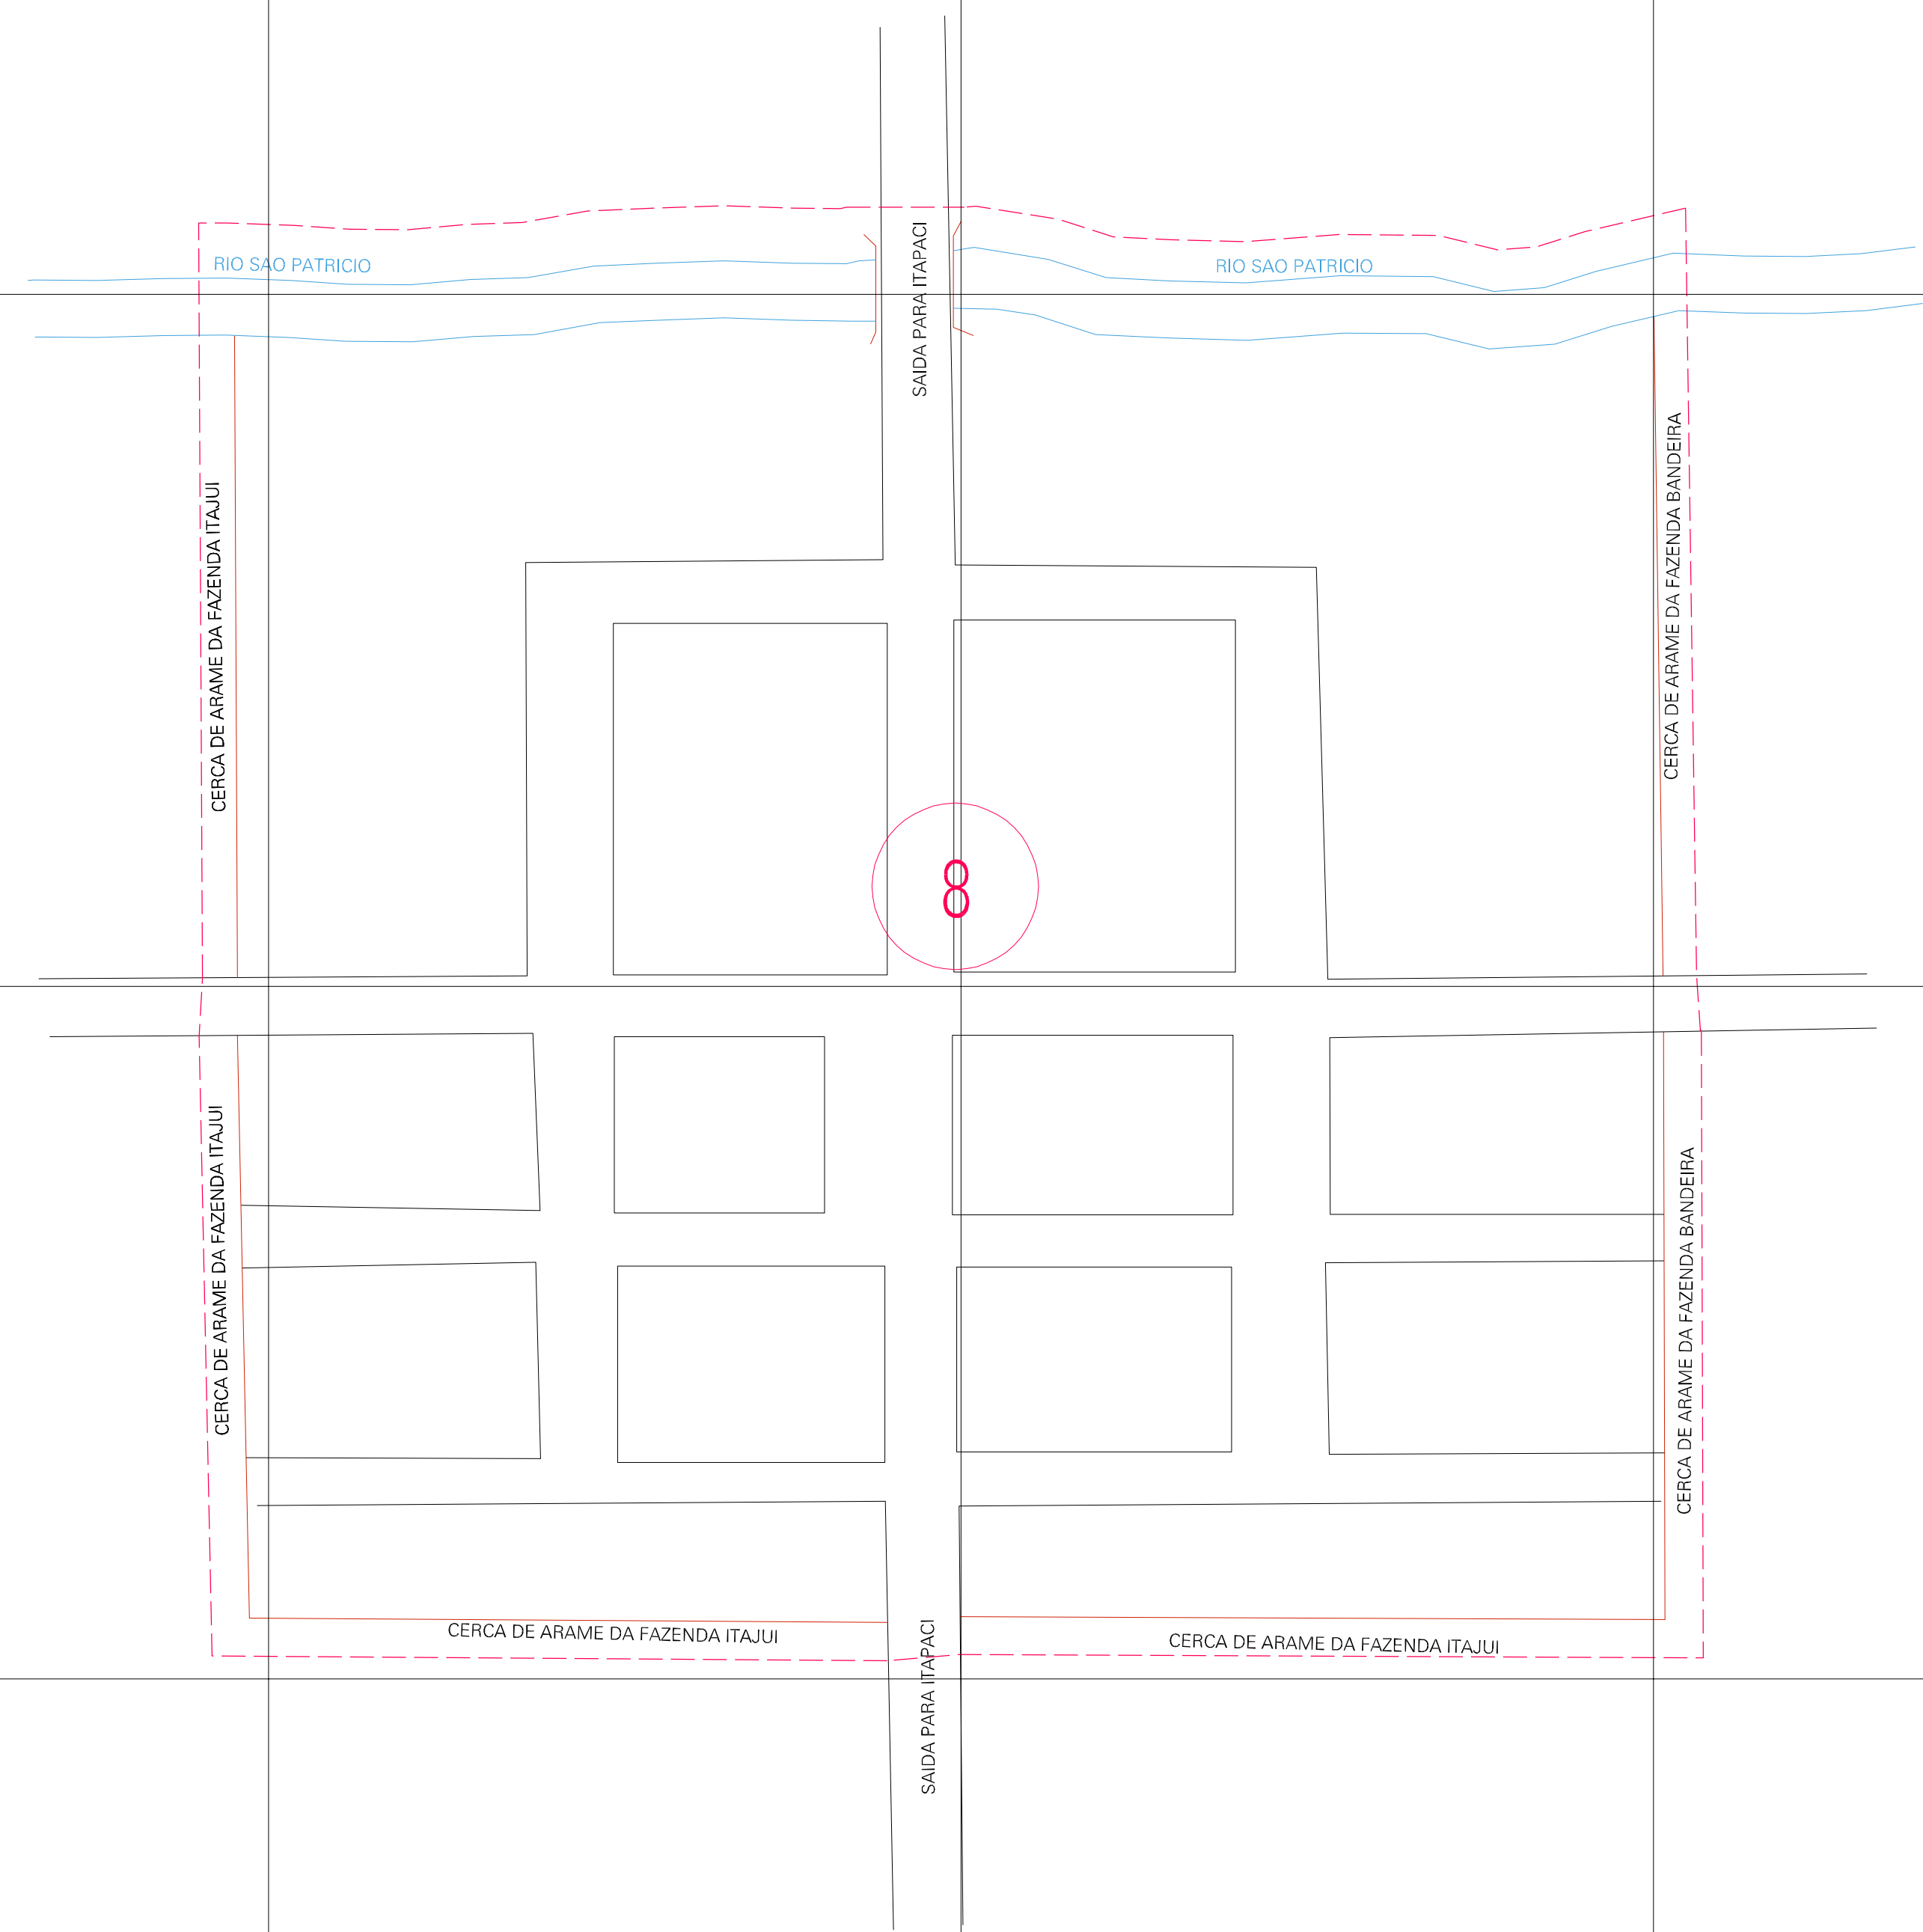 RIO SAO PATRICIO
SAIDA PARA ITAPACI
RIO SAO PATRICIO
CERCA DE ARAME DA FAZENDA ITAJUI
CERCA DE ARAME DA FAZENDA BANDEIRA
8
CERCA DE ARAME DA FAZENDA ITAJUI
CERCA DE ARAME DA FAZENDA BANDEIRA
CERCA DE ARAME DA FAZENDA ITAJUI
SAIDA PARA ITAPACI
CERCA DE ARAME DA FAZENDA ITAJUI